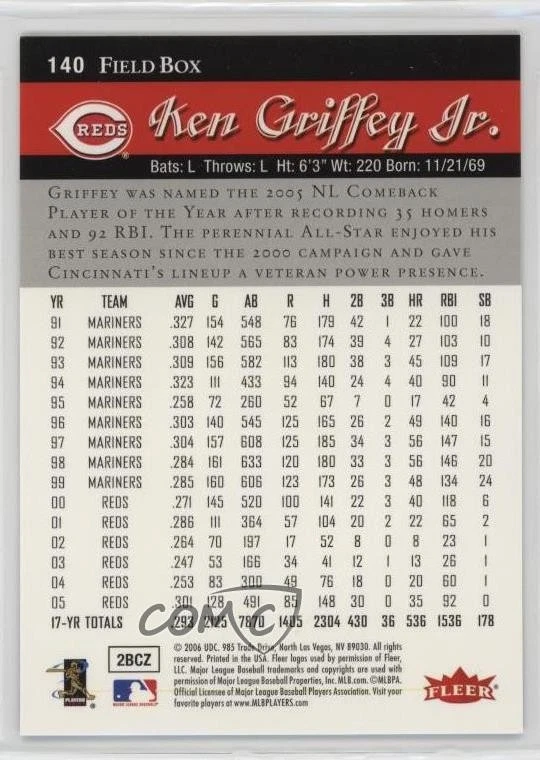 140 FIELD BOX
REDS
Ken Griffey Jr.
Bats: L Throws: L Ht: 6'3" Wt: 220 Born: 11/21/69
GRIFFEY WAS NAMED THE 2005 NL COMEBACK
PLAYER OF THE YEAR AFTER RECORDING 35 HOMERS
AND 92 RBI. THE PERENNIAL ALL-STAR ENJOYED HIS
BEST SEASON SINCE THE 2000 CAMPAIGN AND GAVE
CINCINNATI'S LINEUP A VETERAN POWER PRESENCE.
YR TEAM AVG G AB R H 2B 3B HR RBI SB
91 MARINERS .327 154 548 76 179 42 1 22 100 18
92 MARINERS .308 142 565 83 174 39 4 27 103 10
93 MARINERS .309 156 582 113 180 38 3 45 109 17
94 MARINERS .323 111 433 94 140 24 4 40 90 11
95 MARINERS .258 72 260 52 67 7 0 17 42 4
96 MARINERS .303 140 545 125 165 26 2 49 140 16
97 MARINERS .304 157 608 125 185 34 3 56 147 15
98 MARINERS .284 161 633 120 180 33 3 56 146 20
99 MARINERS .285 160 606 123 173 26 3 48 134 24
00 REDS .271 145 520 100 141 22 3 40 118 6
01 REDS .286 111 364 57 104 20 2 22 65 2
02 REDS .264 70 197 17 52 8 0 8 23 1
03 REDS .247 53 166 34 41 12 1 13 26 1
04 REDS .253 83 300 49 76 18 0 20 60 1
05 REDS .301 128 491 85 148 30 0 35 92 0
17-YR TOTALS .293 2125 7870 1405 2304 430 36 536 1536 178
COMC
© 2006 UDC. 985 Trade Drive, North Las Vegas, NV 89030. All rights
reserved. Printed in the USA. Fleer logos used by permission of Fleer,
LLC. Major League Baseball trademarks and copyrights are used with
permission of Major League Baseball Properties, Inc. MLB.com. ©MLBPA.
Official Licensee of Major League Baseball Players Association. Visit your
favorites at www.MLBPLAYERS.com
2BCZ
PLAYERS
MAJOR LEAGUE BASEBALL
FLEER